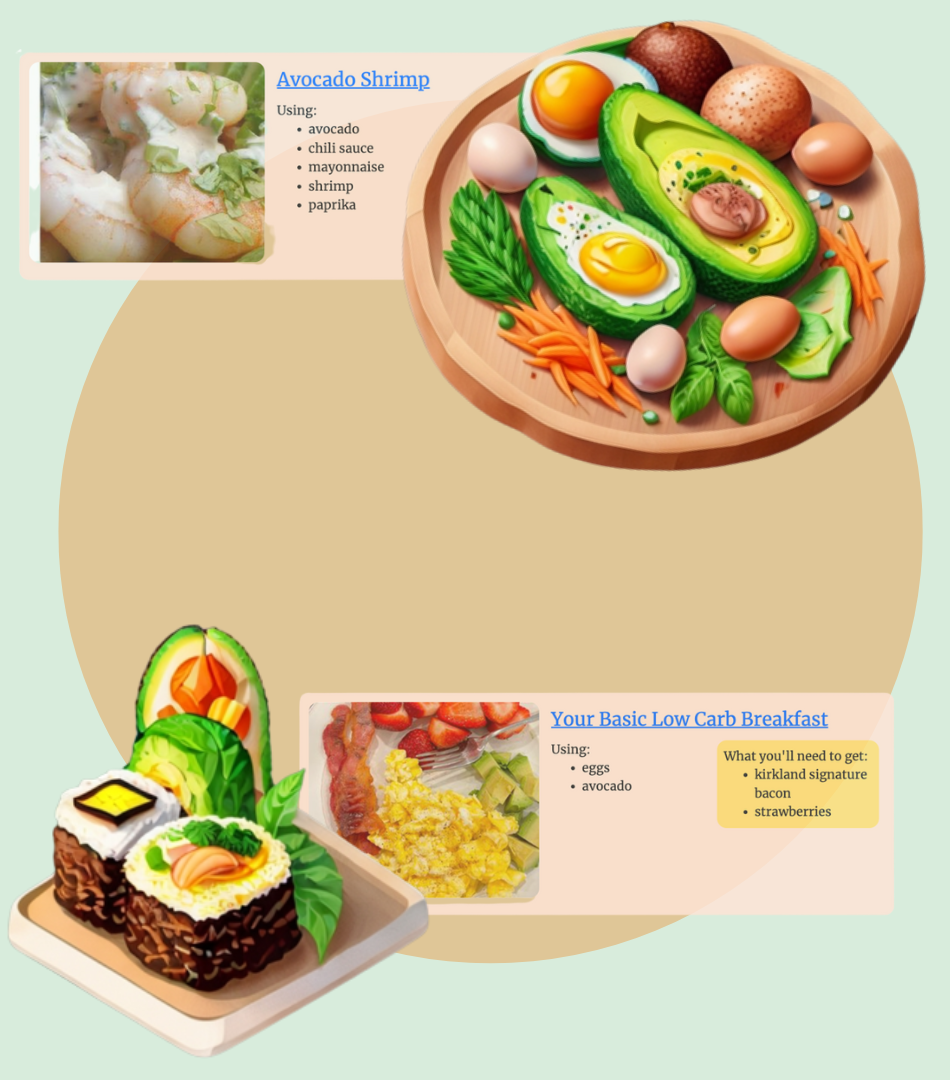 Avocado Shrimp
Using:
• avocado
• chili sauce
• mayonnaise
• shrimp
• paprika
Your Basic Low Carb Breakfast
Using:
• eggs
• avocado
What you'll need to get:
• kirkland signature
bacon
• strawberries